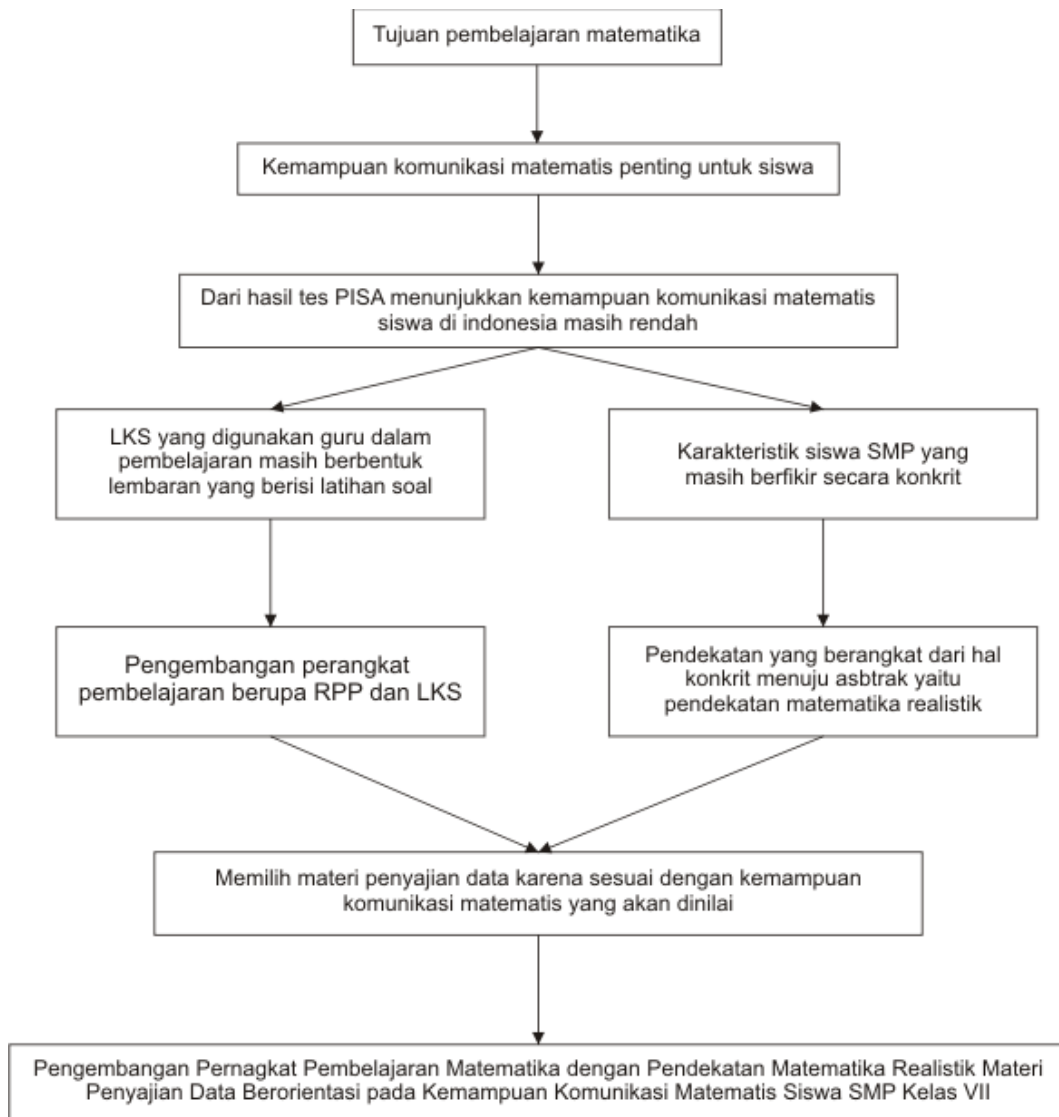 Tujuan pembelajaran matematika
Kemampuan komunikasi matematis penting untuk siswa
Dari hasil tes PISA menunjukkan kemampuan komunikasi matematis
siswa di indonesia masih rendah
LKS yang digunakan guru dalam
pembelajaran masih berbentuk
lembaran yang berisi latihan soal
Karakteristik siswa SMP yang
masih berfikir secara konkrit
Pengembangan perangkat
pembelajaran berupa RPP dan LKS
Pendekatan yang berangkat dari hal
konkrit menuju asbtrak yaitu
pendekatan matematika realistik
Memilih materi penyajian data karena sesuai dengan kemampuan
komunikasi matematis yang akan dinilai
Pengembangan Pernagkat Pembelajaran Matematika dengan Pendekatan Matematika Realistik Materi
Penyajian Data Berorientasi pada Kemampuan Komunikasi Matematis Siswa SMP Kelas VII